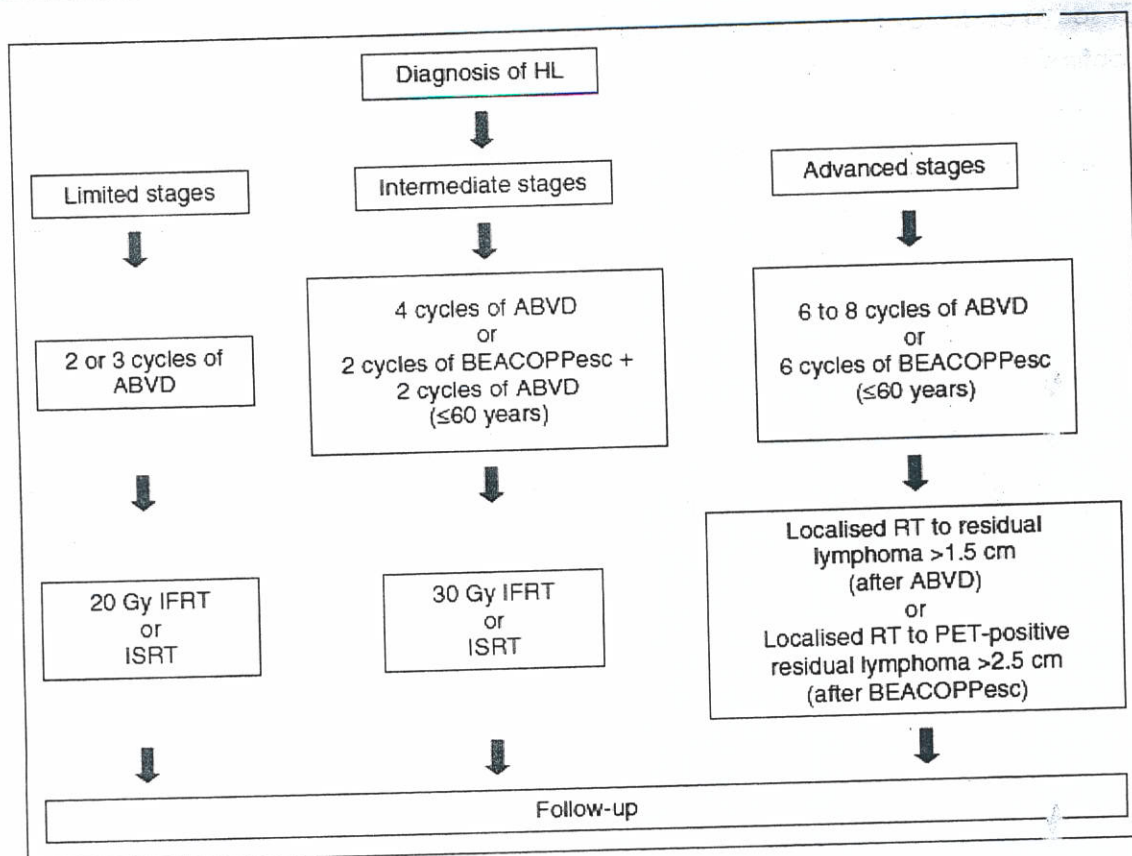 Diagnosis of HL
Limited stages
Intermediate stages
Advanced stages
2 or 3 cycles of
ABVD
4 cycles of ABVD
or
2 cycles of BEACOPPesc +
2 cycles of ABVD
(≤60 years)
6 to 8 cycles of ABVD
or
6 cycles of BEACOPPesc
(≤60 years)
20 Gy IFRT
or
ISRT
30 Gy IFRT
or
ISRT
Localised RT to residual
lymphoma >1.5 cm
(after ABVD)
or
Localised RT to PET-positive
residual lymphoma >2.5 cm
(after BEACOPPesc)
Follow-up